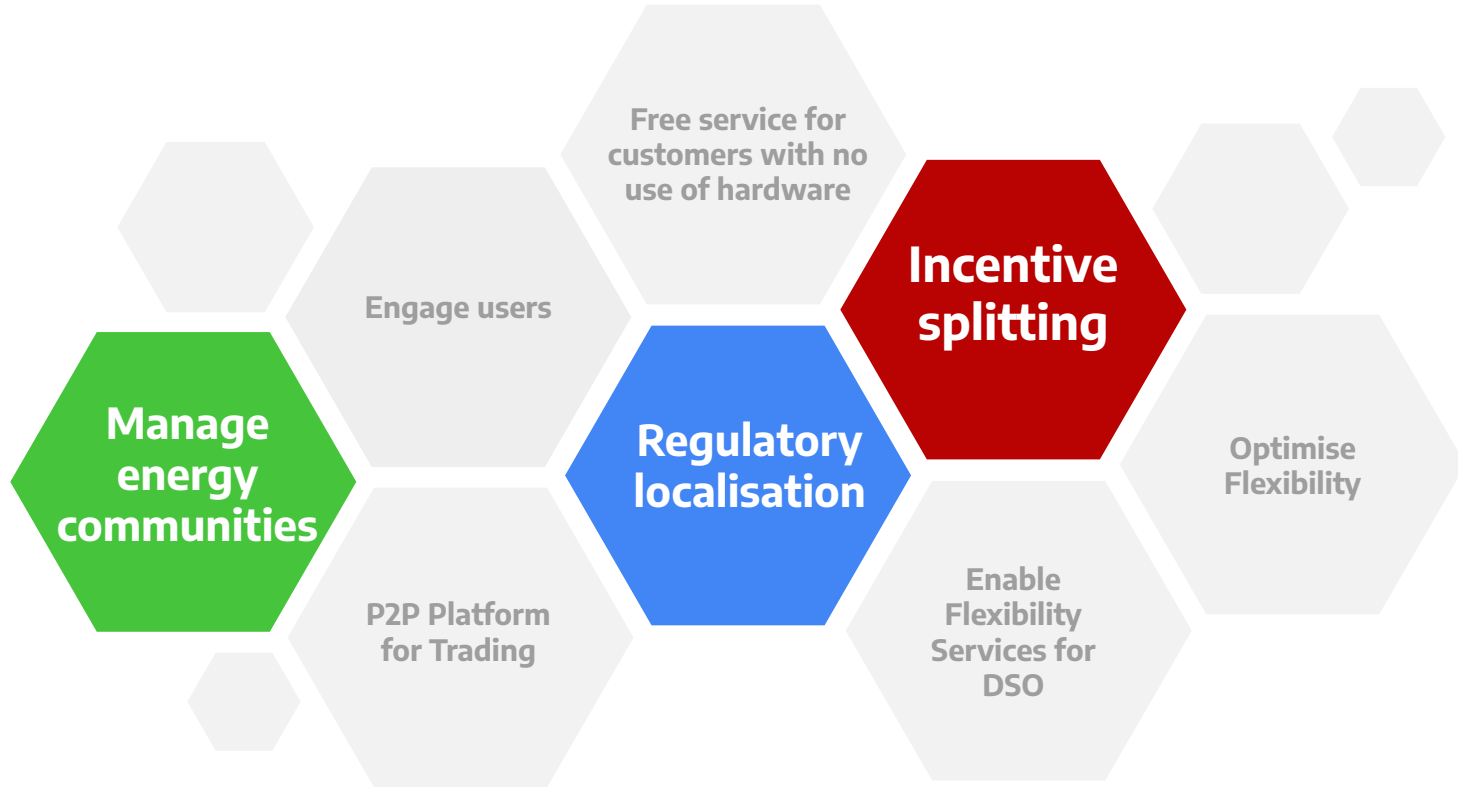 Free service for
customers with no
use of hardware
Incentive
splitting
Engage users
Manage
energy
communities
Regulatory
localisation
Optimise
Flexibility
P2P Platform
for Trading
Enable
Flexibility
Services for
DSO